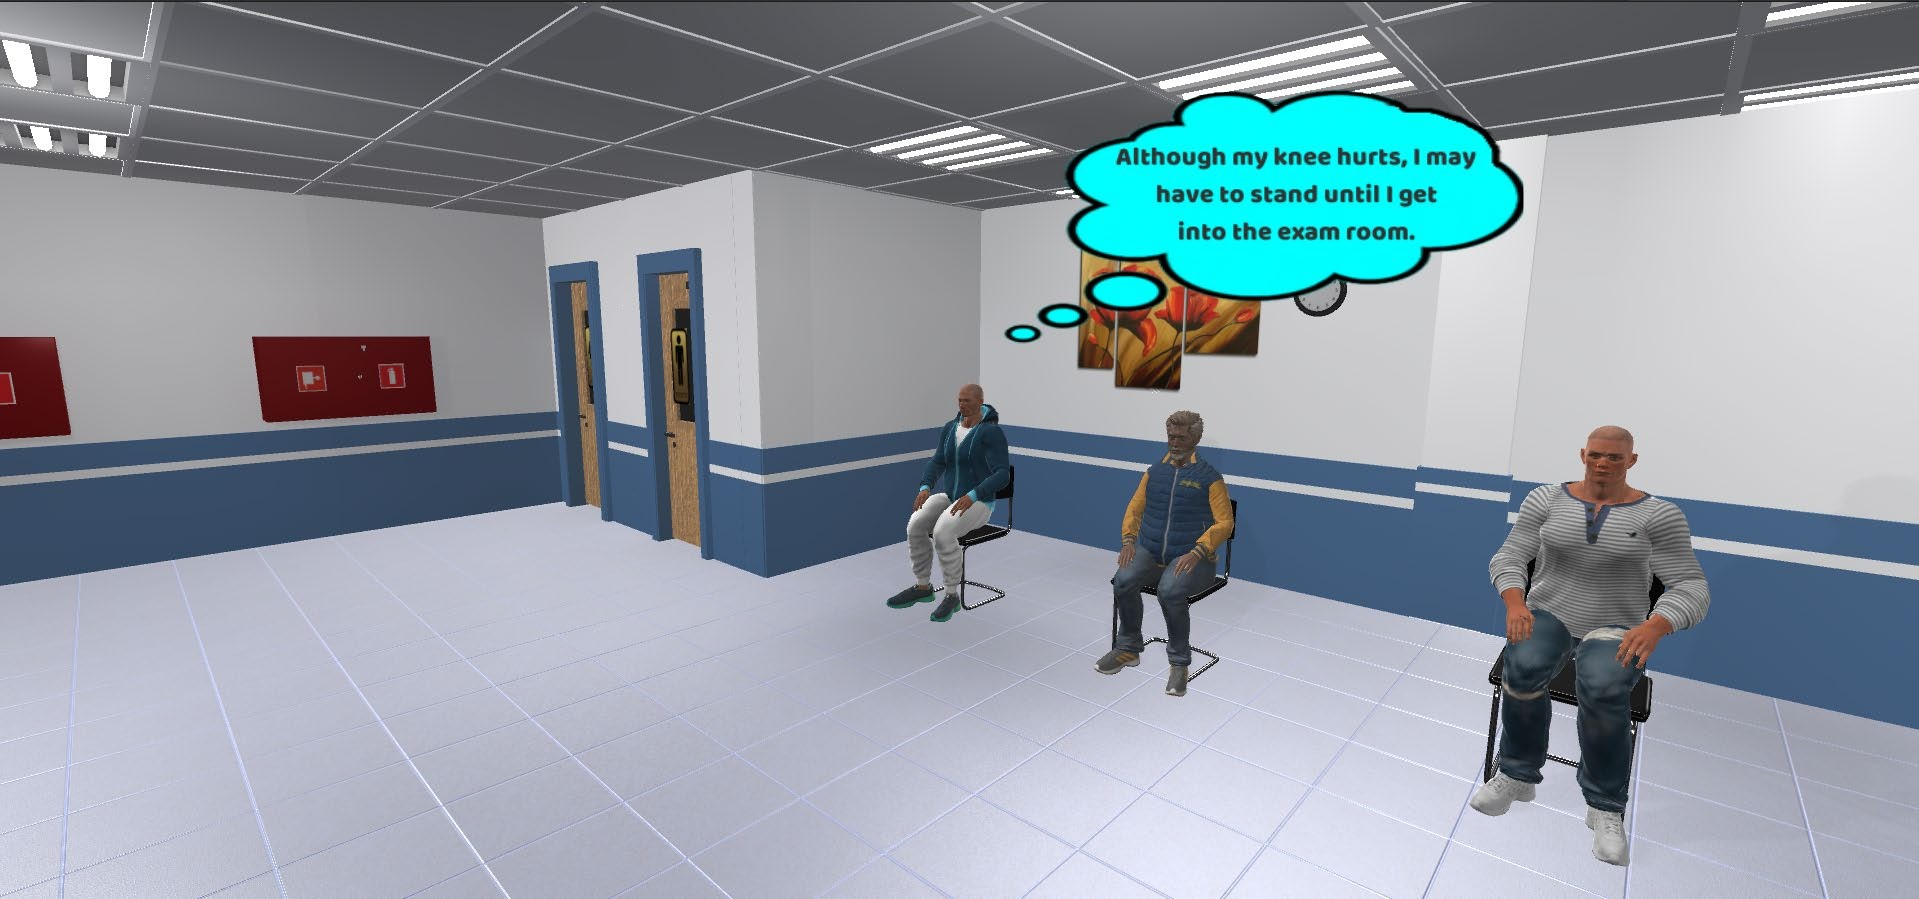 Although my knee hurts, I may
have to stand until I get
into the exam room.